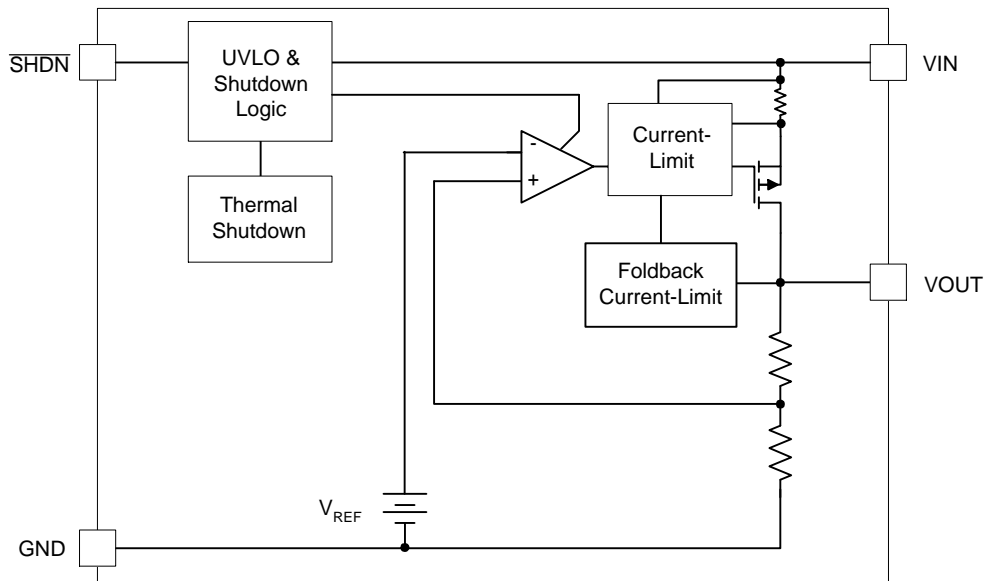 SHDN
UVLO &
Shutdown
Logic
VIN
Current-
Limit
-
+
Thermal
Shutdown
Foldback
Current-Limit
VOUT
VREF
GND